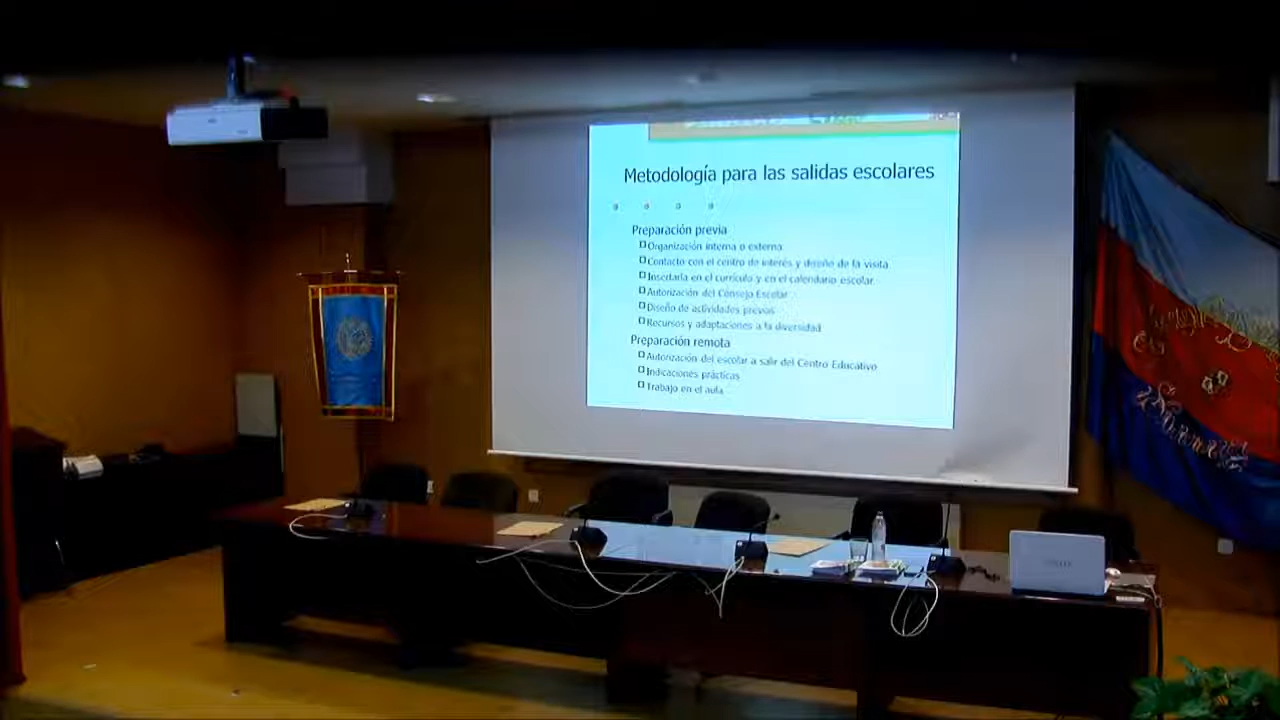 Metodología para las salidas escolares
Preparación previa
Organización interna o externa
Contacto con el centro de interés y diseño de la visita
Insertarla en el currículo y en el calendario escolar.
Autorización del Consejo Escolar
Diseño de actividades previas
Recursos y adaptaciones a la diversidad
Preparación remota
Autorización del escolar a salir del Centro Educativo
Indicaciones prácticas
Trabajo en el aula